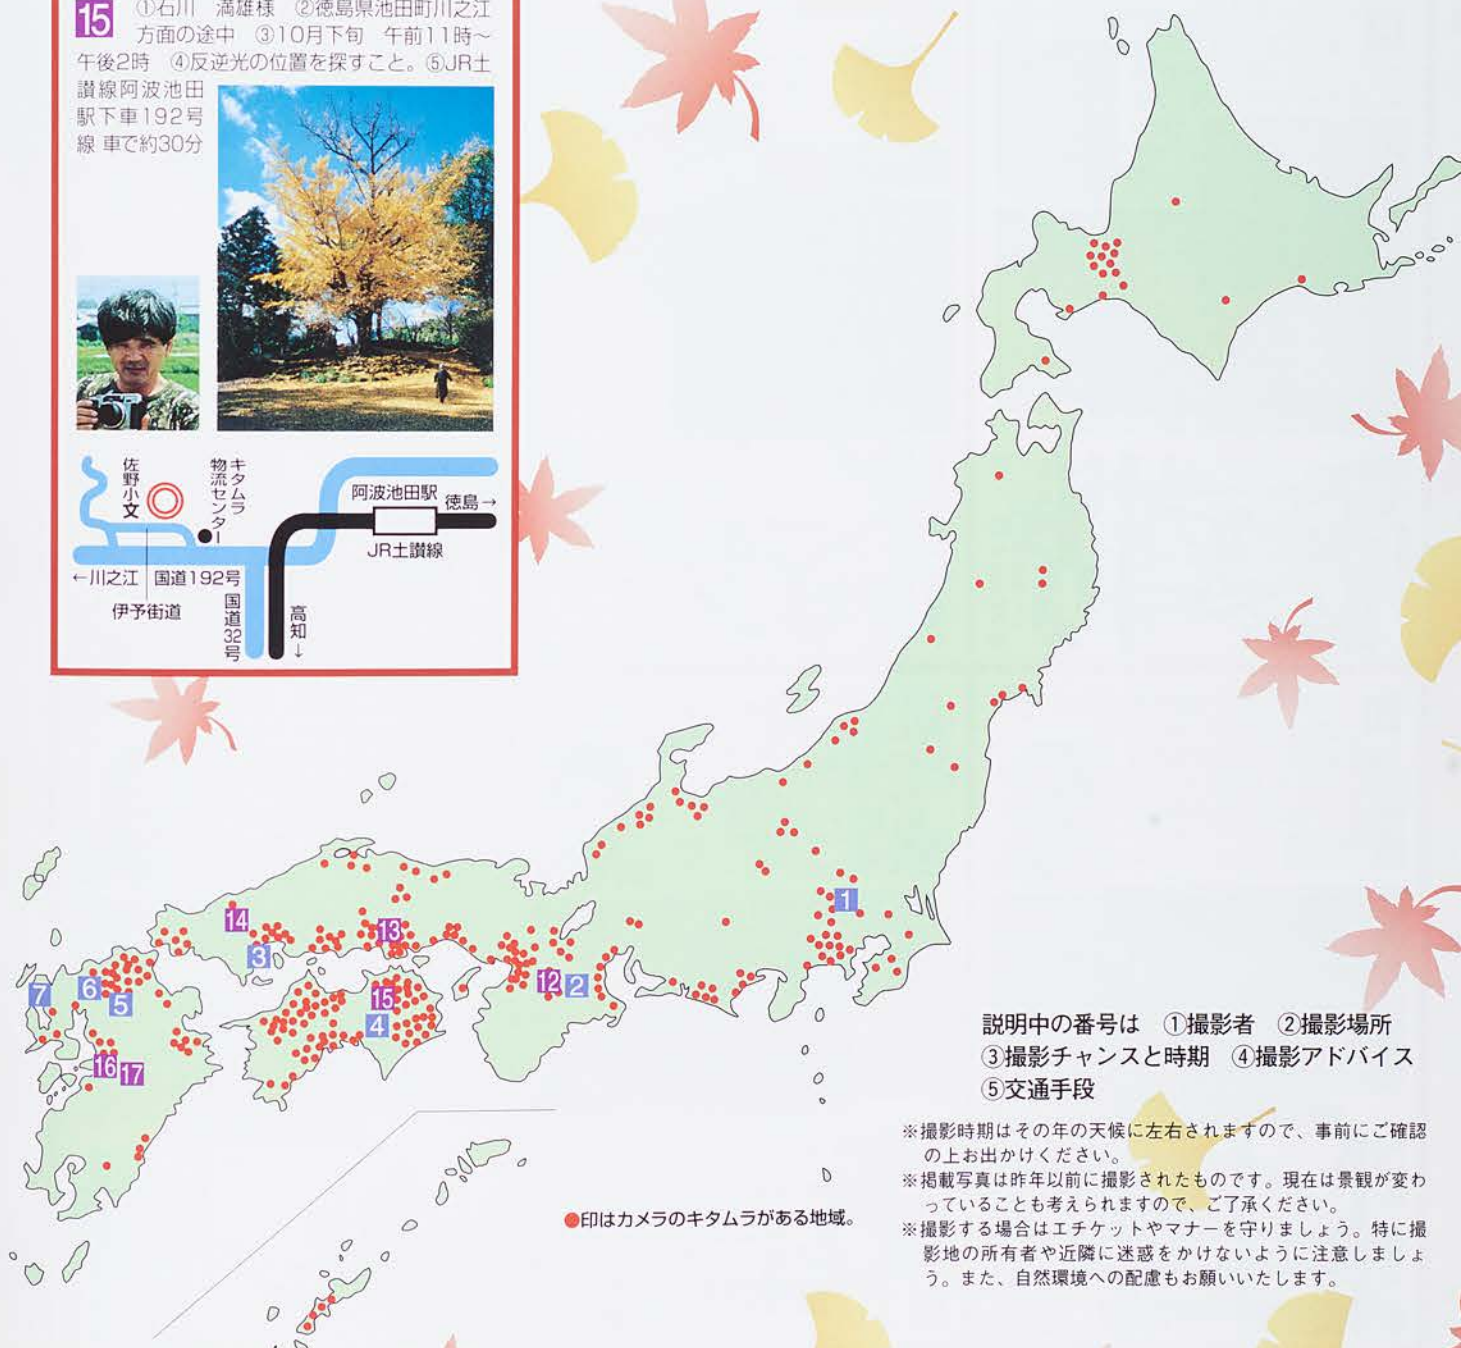 15 ①石川 満雄様 ②徳島県池田町川之江
方面の途中 ③10月下旬 午前11時～
午後2時 ④反逆光の位置を探すこと。⑤JR土
讃線阿波池田
駅下車192号
線 車で約30分
佐野小文
キタムラ
物流センター
阿波池田駅
徳島→
JR土讃線
←川之江
国道192号
伊予街道
国道32号
高知↓
1
14
13
3
12
2
7
6
5
15
4
16
17
説明中の番号は ①撮影者 ②撮影場所
③撮影チャンスと時期 ④撮影アドバイス
⑤交通手段
※撮影時期はその年の天候に左右されますので、事前にご確認
の上お出かけください。
※掲載写真は昨年以前に撮影されたものです。現在は景観が変わ
っていることも考えられますので、ご了承ください。
※撮影する場合はエチケットやマナーを守りましょう。特に撮
影地の所有者や近隣に迷惑をかけないように注意しましょ
う。また、自然環境への配慮もお願いいたします。
●印はカメラのキタムラがある地域。